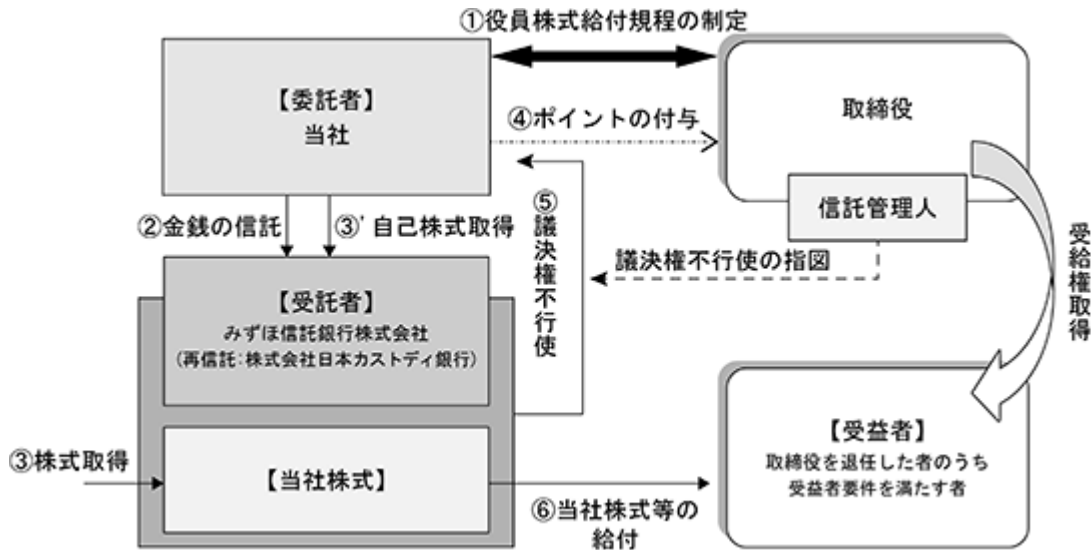 ①役員株式給付規程の制定
【委託者】
当社
取締役
④ポイントの付与
信託管理人
②金銭の信託
③'自己株式取得
⑤議決権不行使
議決権不行使の指図
受給権取得
【受託者】
みずほ信託銀行株式会社
(再信託:株式会社日本カストディ銀行)
【受益者】
取締役を退任した者のうち
受益者要件を満たす者
③株式取得
【当社株式】
⑥当社株式等の
給付